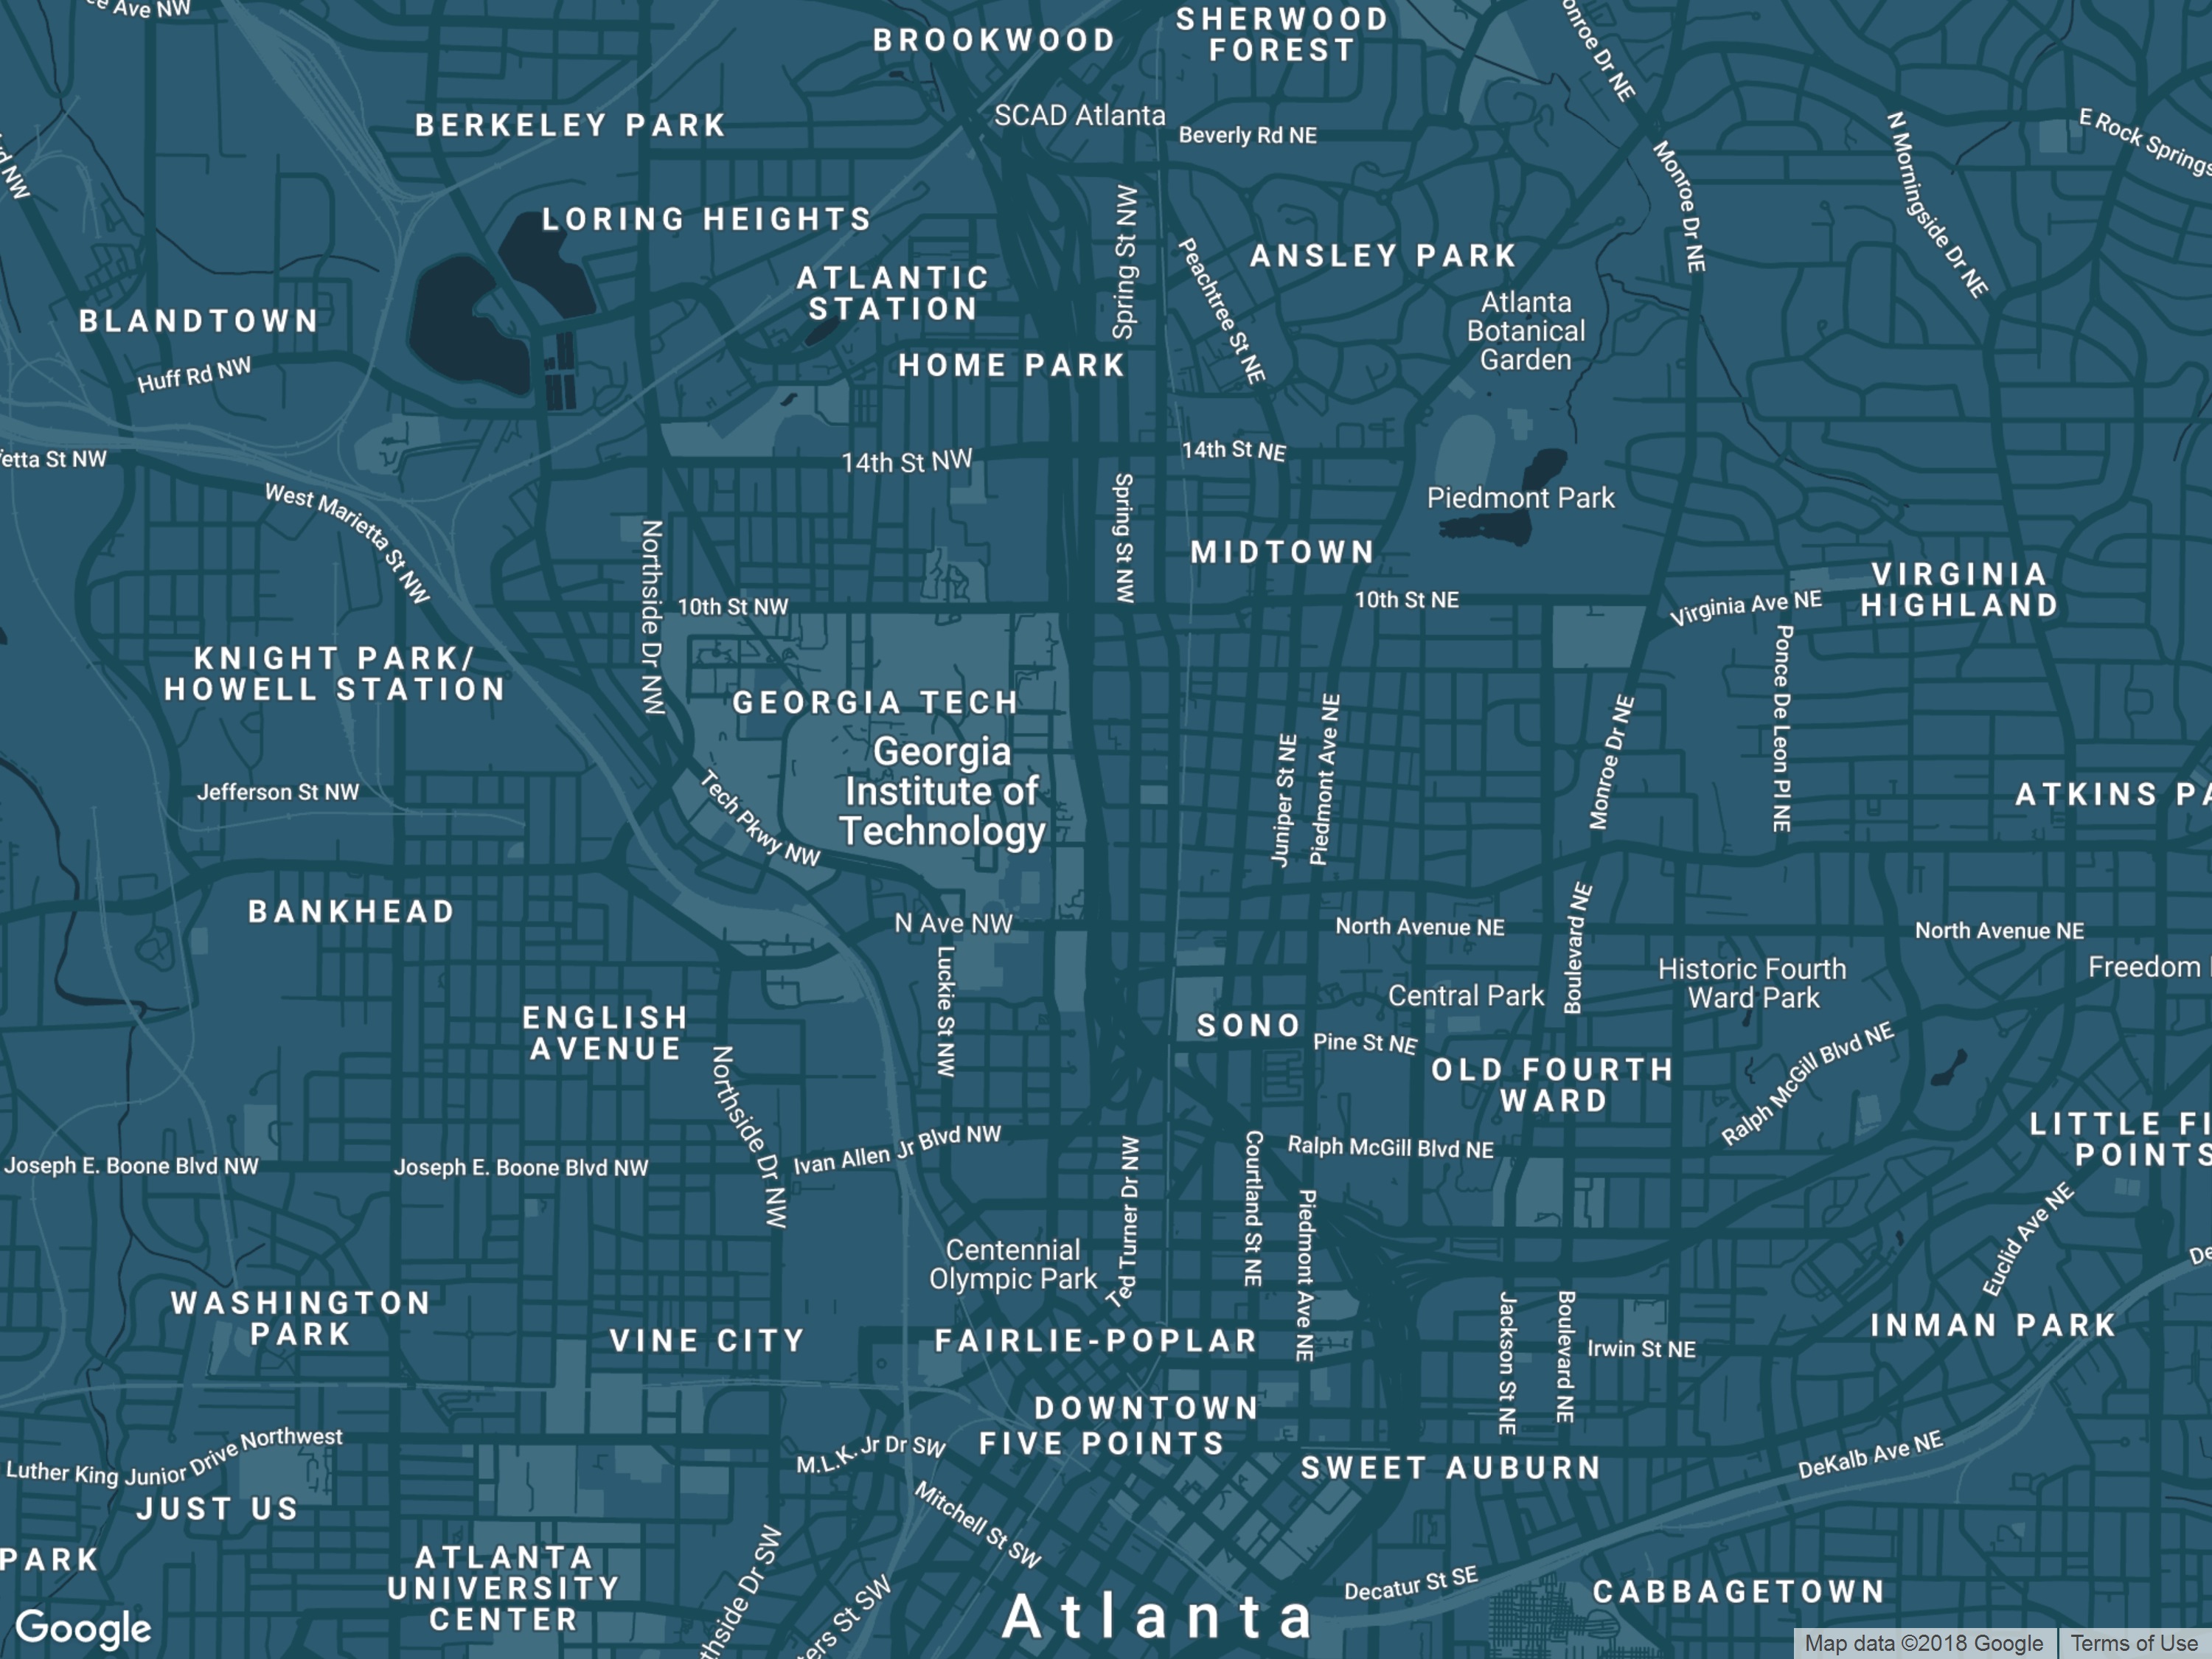 ce Ave NW
BROOKWOOD
SHERWOOD
FOREST
onroe Dr NE
BERKELEY PARK
SCAD Atlanta
Beverly Rd NE
Monroe Dr NE
N Morningside Dr NE
E Rock Springs
rd NW
LORING HEIGHTS
Spring St NW
Peachtree St NE
ANSLEY PARK
ATLANTIC
STATION
Atlanta
Botanical
Garden
BLANDTOWN
Huff Rd NW
HOME PARK
etta St NW
14th St NW
14th St NE
West Marietta St NW
Northside Dr NW
Spring St NW
Piedmont Park
MIDTOWN
VIRGINIA
HIGHLAND
10th St NW
10th St NE
Virginia Ave NE
Ponce De Leon Pl NE
KNIGHT PARK/
HOWELL STATION
GEORGIA TECH
Georgia
Institute of
Technology
Juniper St NE
Piedmont Ave NE
Monroe Dr NE
Jefferson St NW
Tech Pkwy NW
ATKINS PA
BANKHEAD
N Ave NW
North Avenue NE
Boulevard NE
North Avenue NE
Luckie St NW
Central Park
Historic Fourth
Ward Park
Freedom
ENGLISH
AVENUE
SONO
Pine St NE
OLD FOURTH
WARD
Ralph McGill Blvd NE
Northside Dr NW
LITTLE FI
POINTS
Joseph E. Boone Blvd NW
Joseph E. Boone Blvd NW
Ivan Allen Jr Blvd NW
Ted Turner Dr NW
Courtland St NE
Ralph McGill Blvd NE
Piedmont Ave NE
Euclid Ave NE
De
Centennial
Olympic Park
WASHINGTON
PARK
VINE CITY
FAIRLIE-POPLAR
Jackson St NE
Boulevard NE
Irwin St NE
INMAN PARK
DOWNTOWN
FIVE POINTS
Luther King Junior Drive Northwest
M.L.K. Jr Dr SW
SWEET AUBURN
DeKalb Ave NE
JUST US
Mitchell St SW
PARK
ATLANTA
UNIVERSITY
CENTER
thside Dr SW
ters St SW
Atlanta
Decatur St SE
CABBAGETOWN
Google
Map data ©2018 Google
Terms of Use